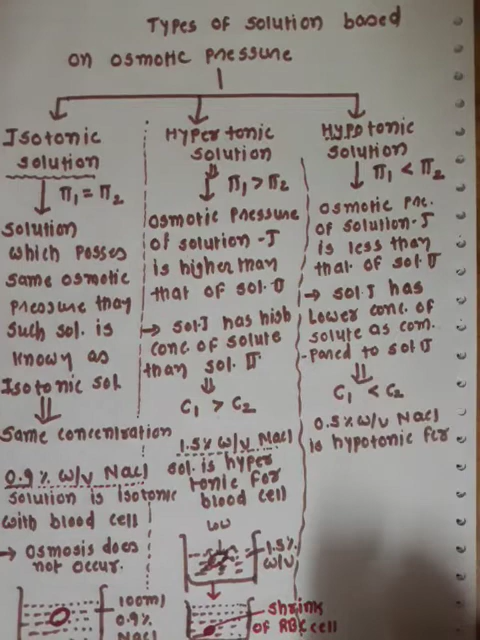 Types of solution based
on osmotic pressure
Isotonic
solution
π₁ = π₂
solution
which posses
same osmotic
pressure than
such sol. is
known as
Isotonic sol.
same concentration
0.9% w/v Nacl
solution is isotonic
with blood cell
→ osmosis does
not occur.
100ml
0.9%
Nacl
Hypertonic
solution
π₁ > π₂
osmotic pressure
of solution-I
is higher than
that of sol. II
→ sol.I has high
conc. of solute
than sol. II
C₁ > C₂
1.5% w/v Nacl
sol. is hyper
tonic for
blood cell
1.5%
w/v
shrink
of RBC cell
Hypotonic
solution
π₁ < π₂
osmotic pre.
of solution-I
is less than
that of sol. II
→ sol.I has
Lower conc. of
solute as com.
-pared to sol II
C₁ < C₂
0.5% w/v Nacl
is hypotonic for